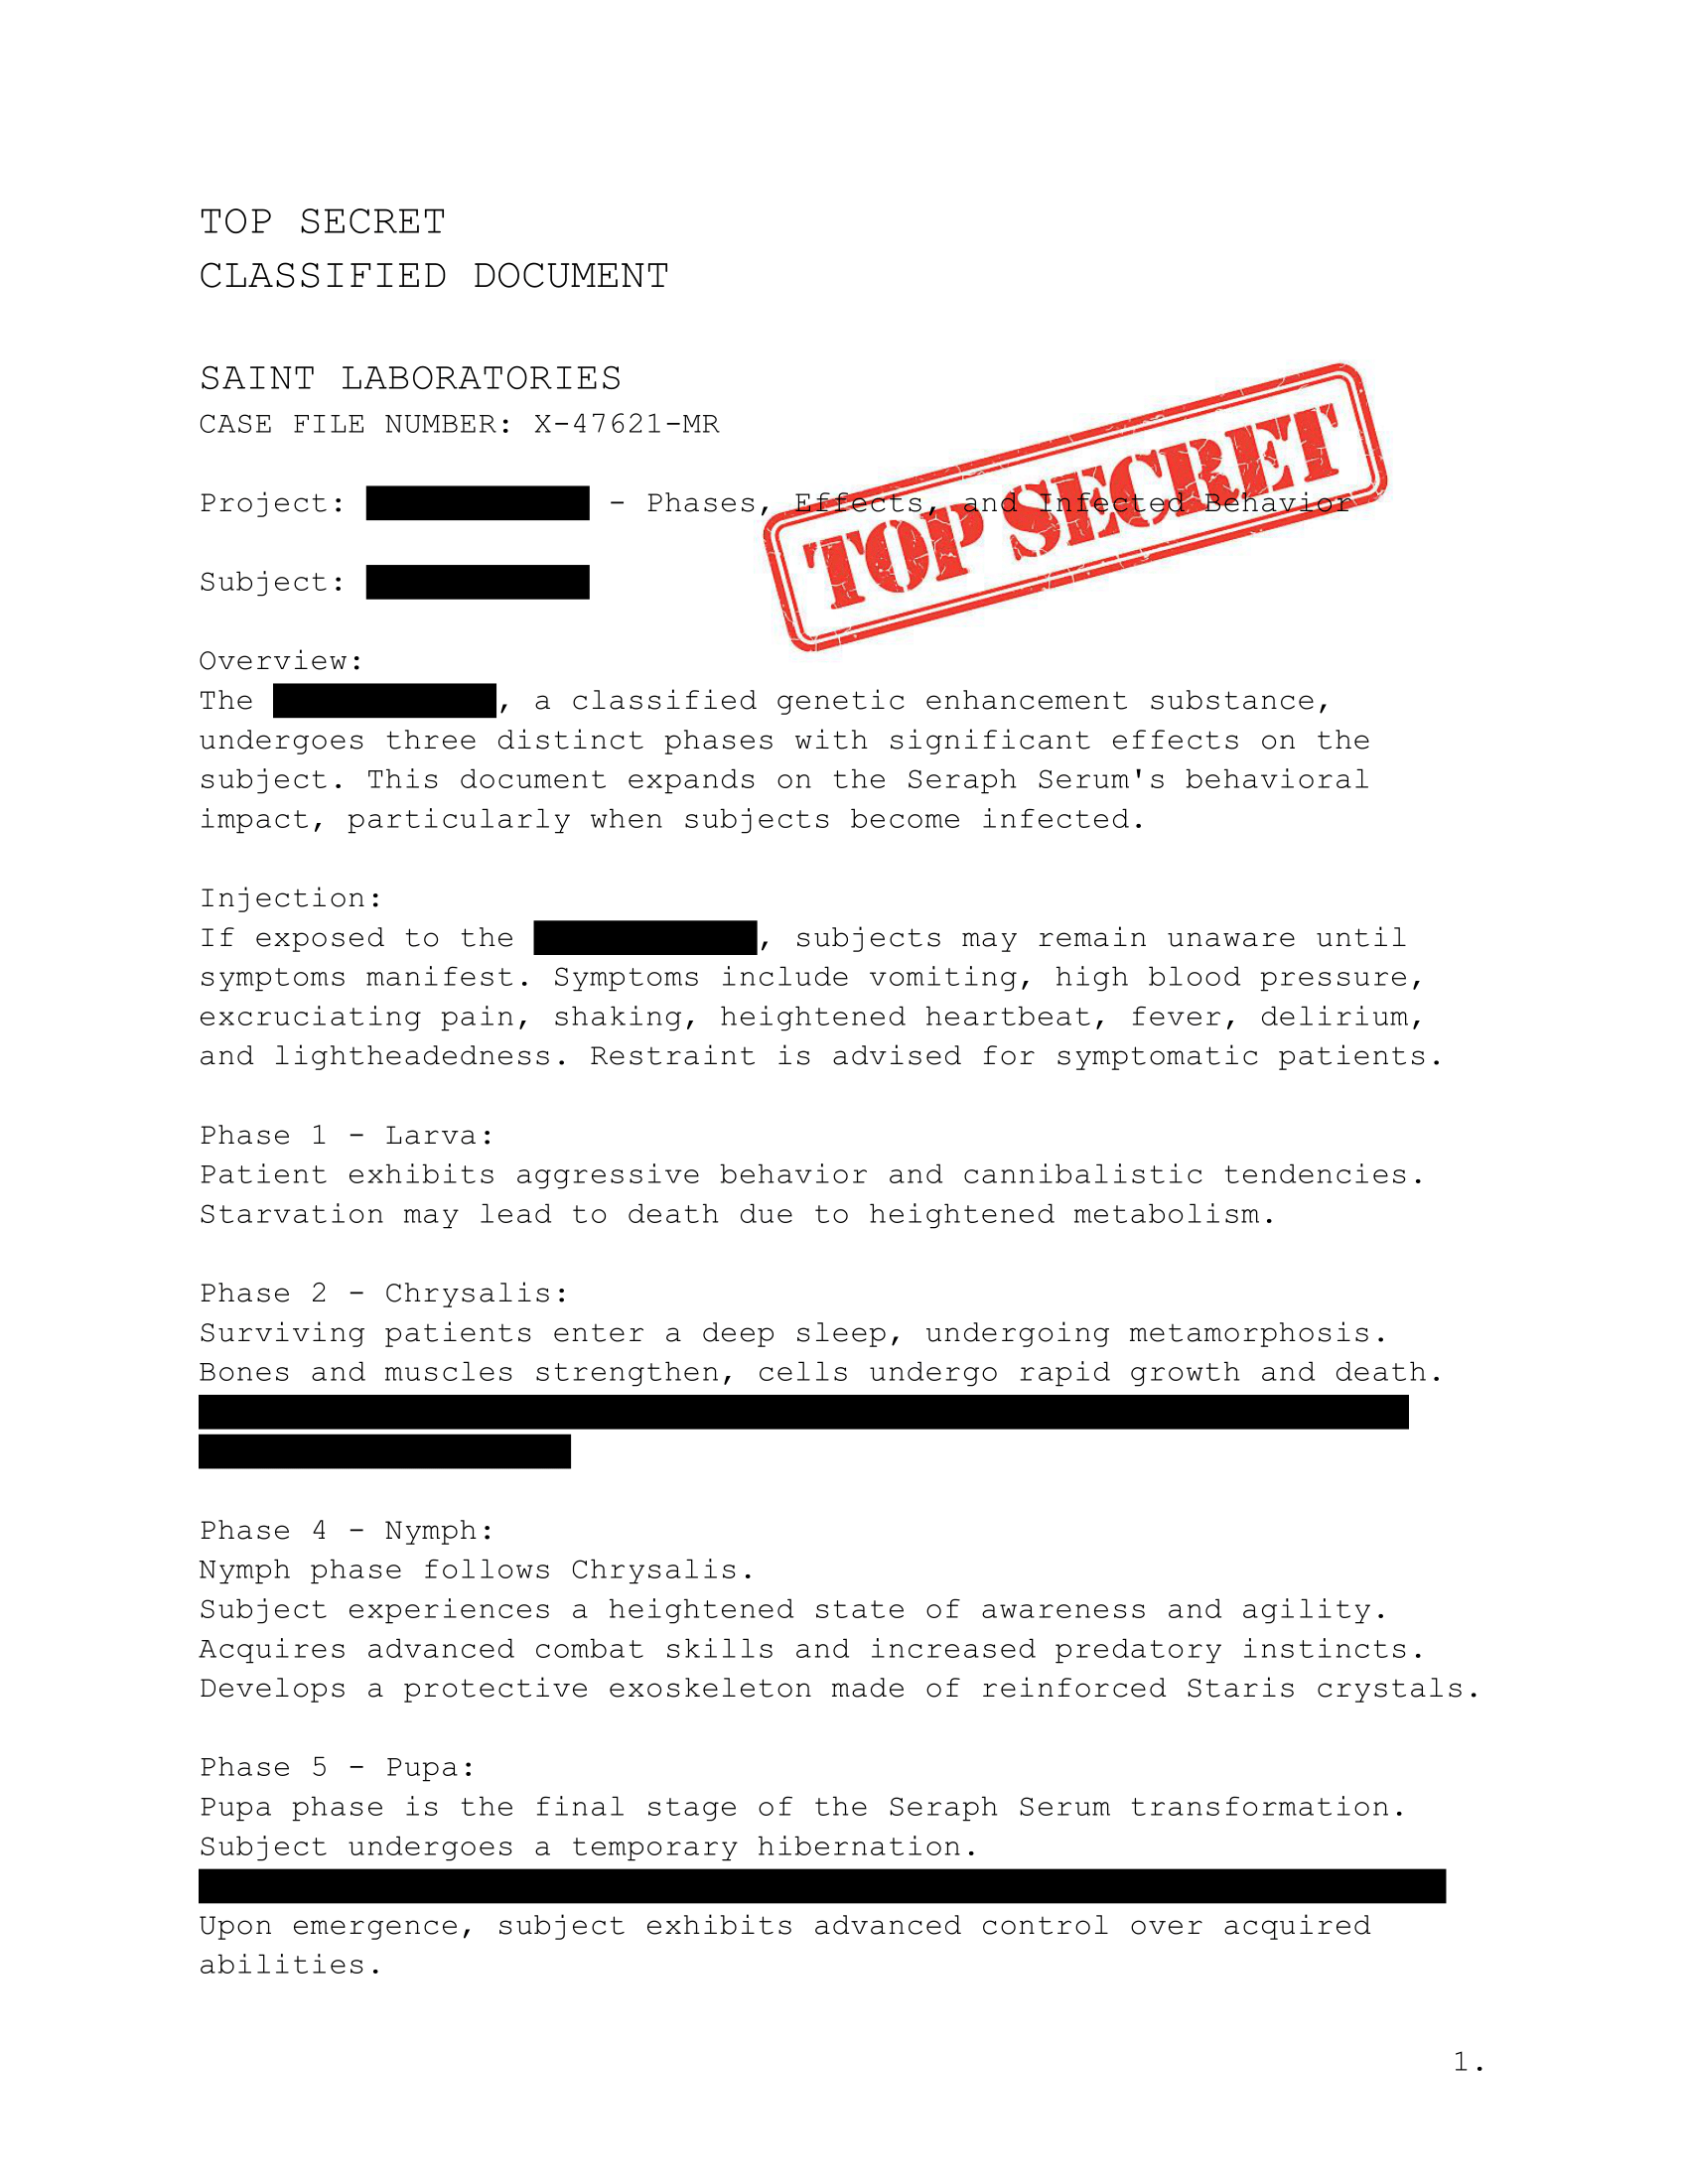 TOP SECRET
CLASSIFIED DOCUMENT
SAINT LABORATORIES
CASE FILE NUMBER: X-47621-MR
Project: - Phases, Effects, and Infected Behavior
TOP SECRET
Subject:
Overview:
The , a classified genetic enhancement substance,
undergoes three distinct phases with significant effects on the
subject. This document expands on the Seraph Serum's behavioral
impact, particularly when subjects become infected.
Injection:
If exposed to the , subjects may remain unaware until
symptoms manifest. Symptoms include vomiting, high blood pressure,
excruciating pain, shaking, heightened heartbeat, fever, delirium,
and lightheadedness. Restraint is advised for symptomatic patients.
Phase 1 - Larva:
Patient exhibits aggressive behavior and cannibalistic tendencies.
Starvation may lead to death due to heightened metabolism.
Phase 2 - Chrysalis:
Surviving patients enter a deep sleep, undergoing metamorphosis.
Bones and muscles strengthen, cells undergo rapid growth and death.
Phase 4 - Nymph:
Nymph phase follows Chrysalis.
Subject experiences a heightened state of awareness and agility.
Acquires advanced combat skills and increased predatory instincts.
Develops a protective exoskeleton made of reinforced Staris crystals.
Phase 5 - Pupa:
Pupa phase is the final stage of the Seraph Serum transformation.
Subject undergoes a temporary hibernation.
Upon emergence, subject exhibits advanced control over acquired
abilities.
1.